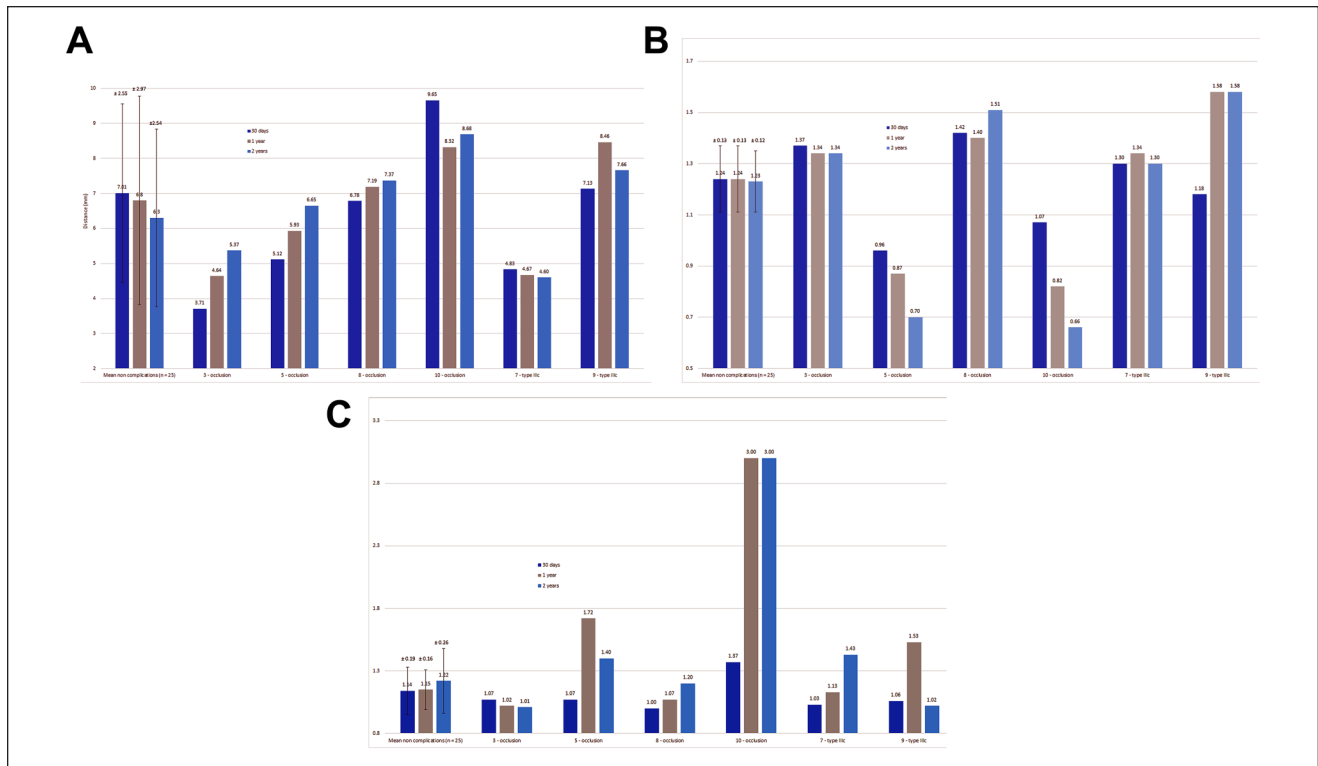 A
10
9
8
7
6
5
4
3
2
Distance (mm)
30 days
1 year
2 years
± 2.55
± 2.97
±2.54
7.01
6.8
6.3
3.71
4.64
5.37
5.12
5.93
6.65
6.78
7.19
7.37
9.65
8.32
8.68
4.83
4.67
4.60
7.13
8.46
7.66
Mean non complications (n = 25)
3 - occlusion
5 - occlusion
8 - occlusion
10 - occlusion
7 - type IIIc
9 - type IIIc
B
1.7
1.5
1.3
1.1
0.9
0.7
0.5
30 days
1 year
2 years
± 0.13
± 0.13
± 0.12
1.24
1.24
1.23
1.37
1.34
1.34
0.96
0.87
0.70
1.42
1.40
1.51
1.07
0.82
0.66
1.30
1.34
1.30
1.18
1.58
1.58
Mean non complications (n = 25)
3 - occlusion
5 - occlusion
8 - occlusion
10 - occlusion
7 - type IIIc
9 - type IIIc
C
3.3
2.8
2.3
1.8
1.3
0.8
30 days
1 year
2 years
± 0.19
± 0.16
± 0.26
1.14
1.15
1.22
1.07
1.02
1.01
1.07
1.72
1.40
1.00
1.07
1.20
1.37
3.00
3.00
1.03
1.13
1.43
1.06
1.53
1.02
Mean non complications (n = 25)
3 - occlusion
5 - occlusion
8 - occlusion
10 - occlusion
7 - type IIIc
9 - type IIIc